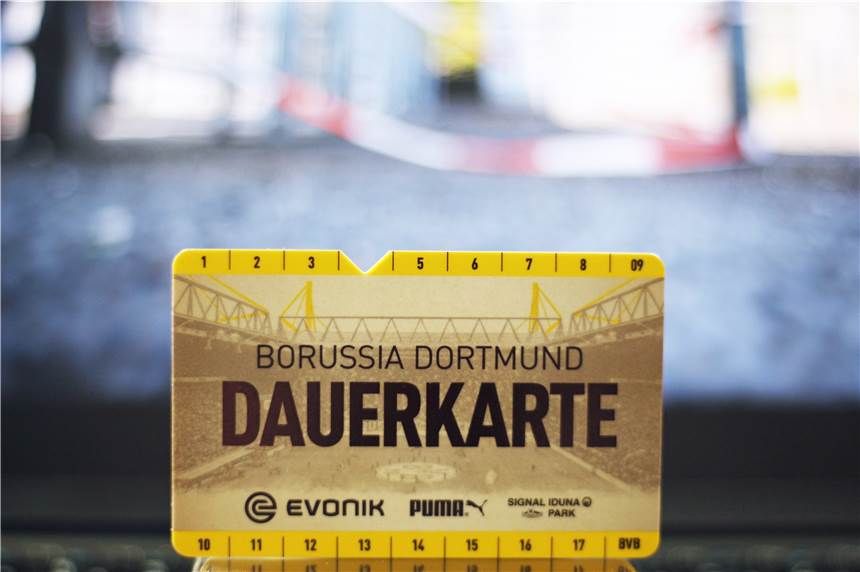 1 2 3 5 6 7 8 09
BORUSSIA DORTMUND
DAUERKARTE
EVONIK PUMA SIGNAL IDUNA
PARK
10 11 12 13 14 15 16 17 BVB